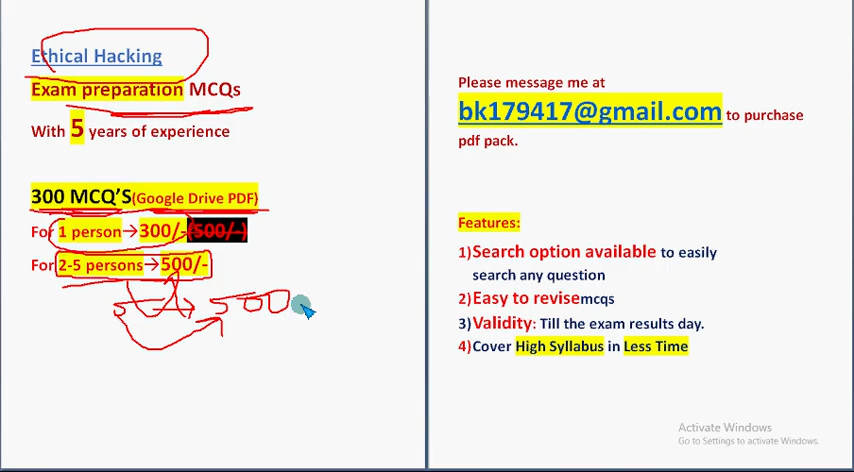 Ethical Hacking
Exam preparation MCQs
With 5 years of experience
300 MCQ'S(Google Drive PDF)
For 1 person→300/-(500/-)
For 2-5 persons→500/-
5 → 500
Please message me at
bk179417@gmail.com to purchase
pdf pack.
Features:
1)Search option available to easily
search any question
2)Easy to revisemcqs
3)Validity: Till the exam results day.
4)Cover High Syllabus in Less Time
Activate Windows
Go to Settings to activate Windows.